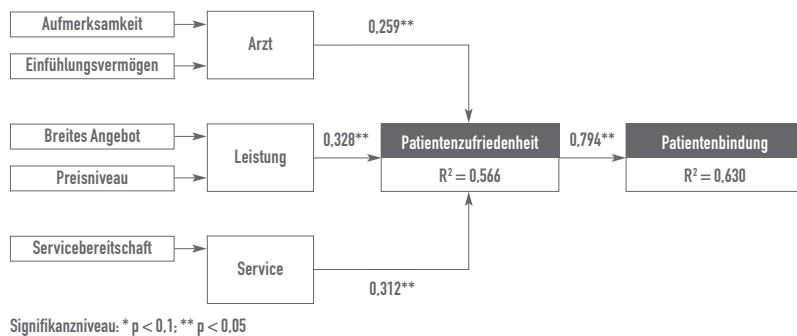 Aufmerksamkeit
Einfühlungsvermögen
Arzt
0,259**
Breites Angebot
Preisniveau
Leistung
0,328**
Patientenzufriedenheit
R² = 0,566
0,794**
Patientenbindung
R² = 0,630
Servicebereitschaft
Service
0,312**
Signifikanzniveau: * p < 0,1; ** p < 0,05